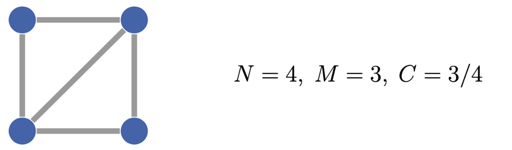 N = 4, M = 3, C = 3/4